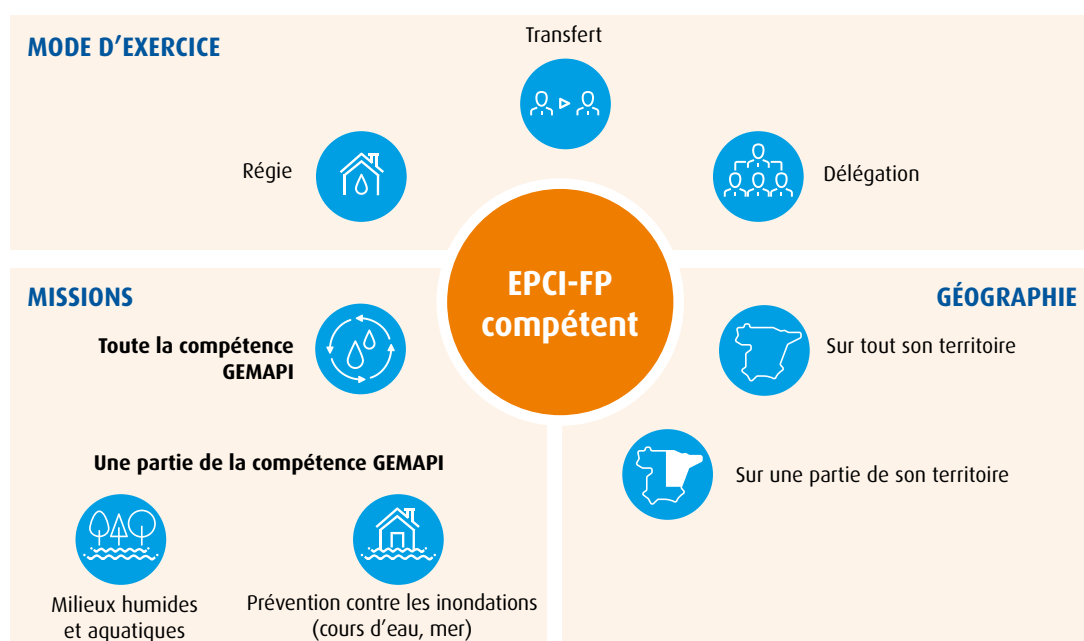 MODE D’EXERCICE
Transfert
Régie
Délégation
EPCI-FP
compétent
MISSIONS
Toute la compétence
GEMAPI
Une partie de la compétence GEMAPI
Milieux humides
et aquatiques
Prévention contre les inondations
(cours d’eau, mer)
GÉOGRAPHIE
Sur tout son territoire
Sur une partie de son territoire